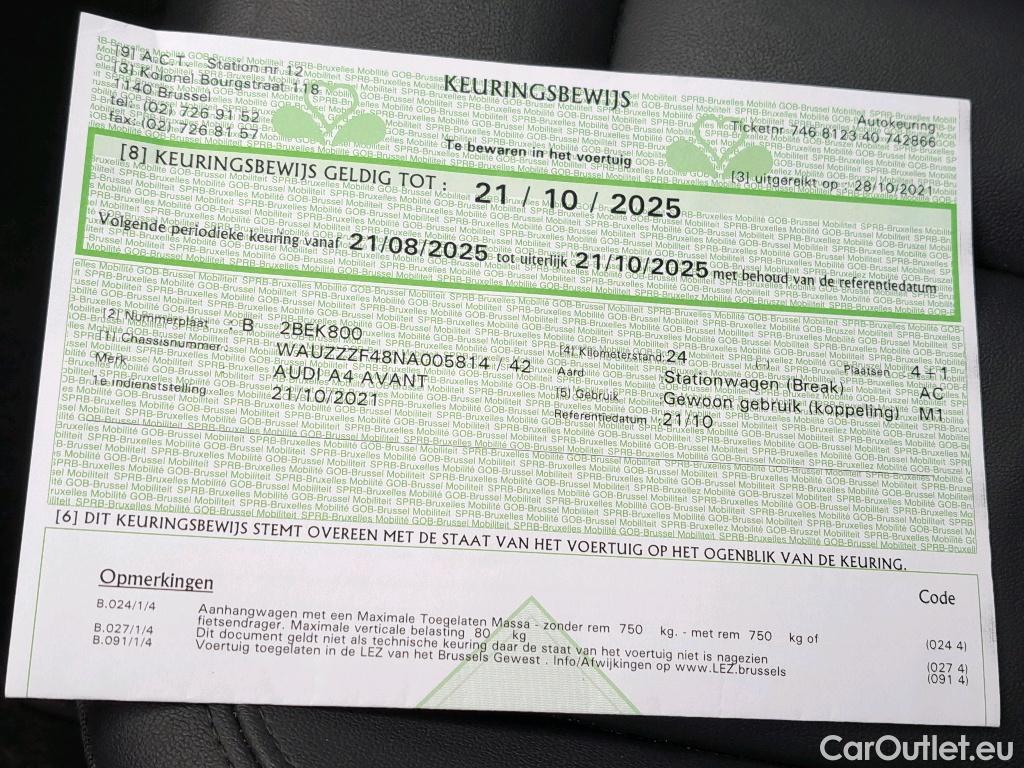 [9] A.C.T. Station nr 12
[3] Kolonel Bourgstraat 118
1140 Brussel
tel. (02) 726 91 52
fax. (02) 726 81 57
KEURINGSBEWIJS
Te bewaren in het voertuig
Autokeuring
Ticketnr 746 8123 40 742866
[3] uitgereikt op : 28/10/2021
[8] KEURINGSBEWIJS GELDIG TOT : 21 / 10 / 2025
Volgende periodieke keuring vanaf 21/08/2025 tot uiterlijk 21/10/2025 met behoud van de referentiedatum
[2] Nummerplaat : B 2BEK800
[1] Chassisnummer: WAUZZZF48NA005814 / 42
Merk AUDI A4 AVANT
1e indienststelling.. : 21/10/2021
[4] Kilometerstand: 24 (-) Plaatsen : 4+1
Aard Stationwagen (Break) AC
[5] Gebruik Gewoon gebruik (koppeling) M1
Referentiedatum : 21/10
[6] DIT KEURINGSBEWIJS STEMT OVEREEN MET DE STAAT VAN HET VOERTUIG OP HET OGENBLIK VAN DE KEURING.
Opmerkingen Code
B.024/1/4 Aanhangwagen met een Maximale Toegelaten Massa - zonder rem 750 kg. - met rem 750 kg of
fietsendrager. Maximale verticale belasting 80 kg (024 4)
B.027/1/4 Dit document geldt niet als technische keuring daar de staat van het voertuig niet is nagezien (027 4)
B.091/1/4 Voertuig toegelaten in de LEZ van het Brussels Gewest . Info/Afwijkingen op www.LEZ.brussels (091 4)
CarOutlet.eu